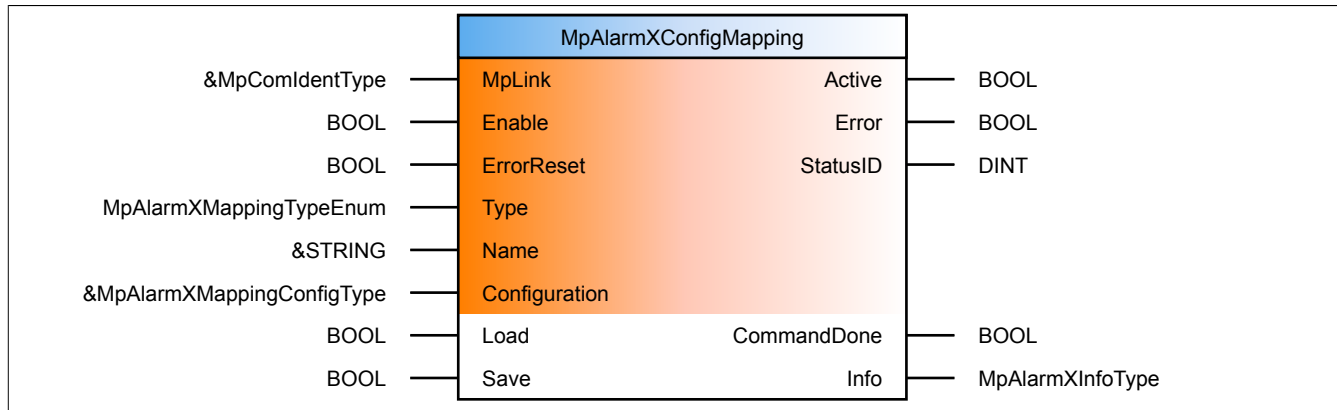 MpAlarmXConfigMapping
&MpComIdentType MpLink Active BOOL
BOOL Enable Error BOOL
BOOL ErrorReset StatusID DINT
MpAlarmXMappingTypeEnum Type
&STRING Name
&MpAlarmXMappingConfigType Configuration
BOOL Load CommandDone BOOL
BOOL Save Info MpAlarmXInfoType